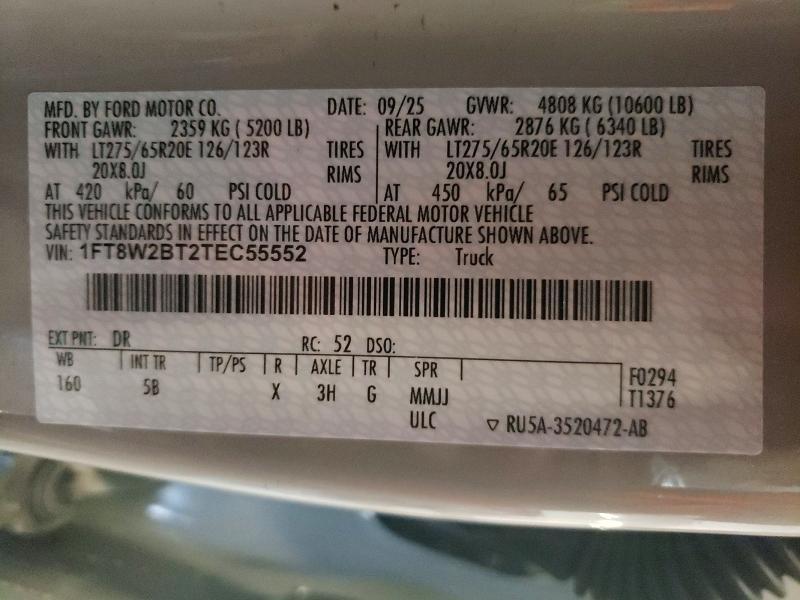 MFD. BY FORD MOTOR CO. DATE: 09/25 GVWR: 4808 KG (10600 LB)
FRONT GAWR: 2359 KG ( 5200 LB) REAR GAWR: 2876 KG ( 6340 LB)
WITH LT275/65R20E 126/123R TIRES WITH LT275/65R20E 126/123R TIRES
20X8.0J RIMS 20X8.0J RIMS
AT 420 kPa/ 60 PSI COLD AT 450 kPa/ 65 PSI COLD
THIS VEHICLE CONFORMS TO ALL APPLICABLE FEDERAL MOTOR VEHICLE
SAFETY STANDARDS IN EFFECT ON THE DATE OF MANUFACTURE SHOWN ABOVE.
VIN: 1FT8W2BT2TEC55552 TYPE: Truck
EXT PNT: DR RC: 52 DSO:
WB INT TR TP/PS R AXLE TR SPR
160 5B X 3H G MMJJ F0294
ULC T1376
▽ RU5A-3520472-AB